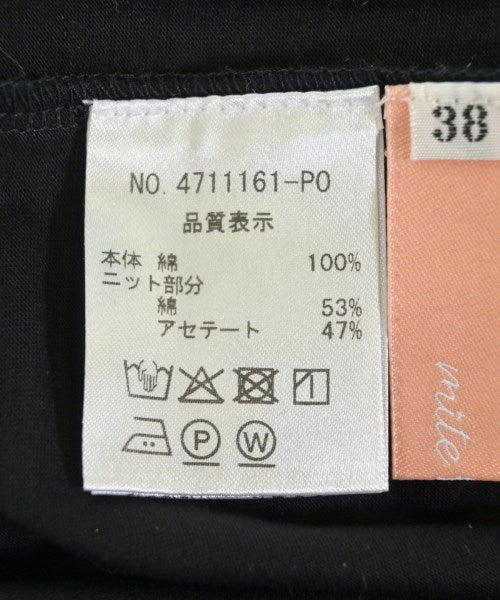 NO. 4711161-PO
品質表示
本体 綿 100%
ニット部分
綿 53%
アセテート 47%
P W
38
mite